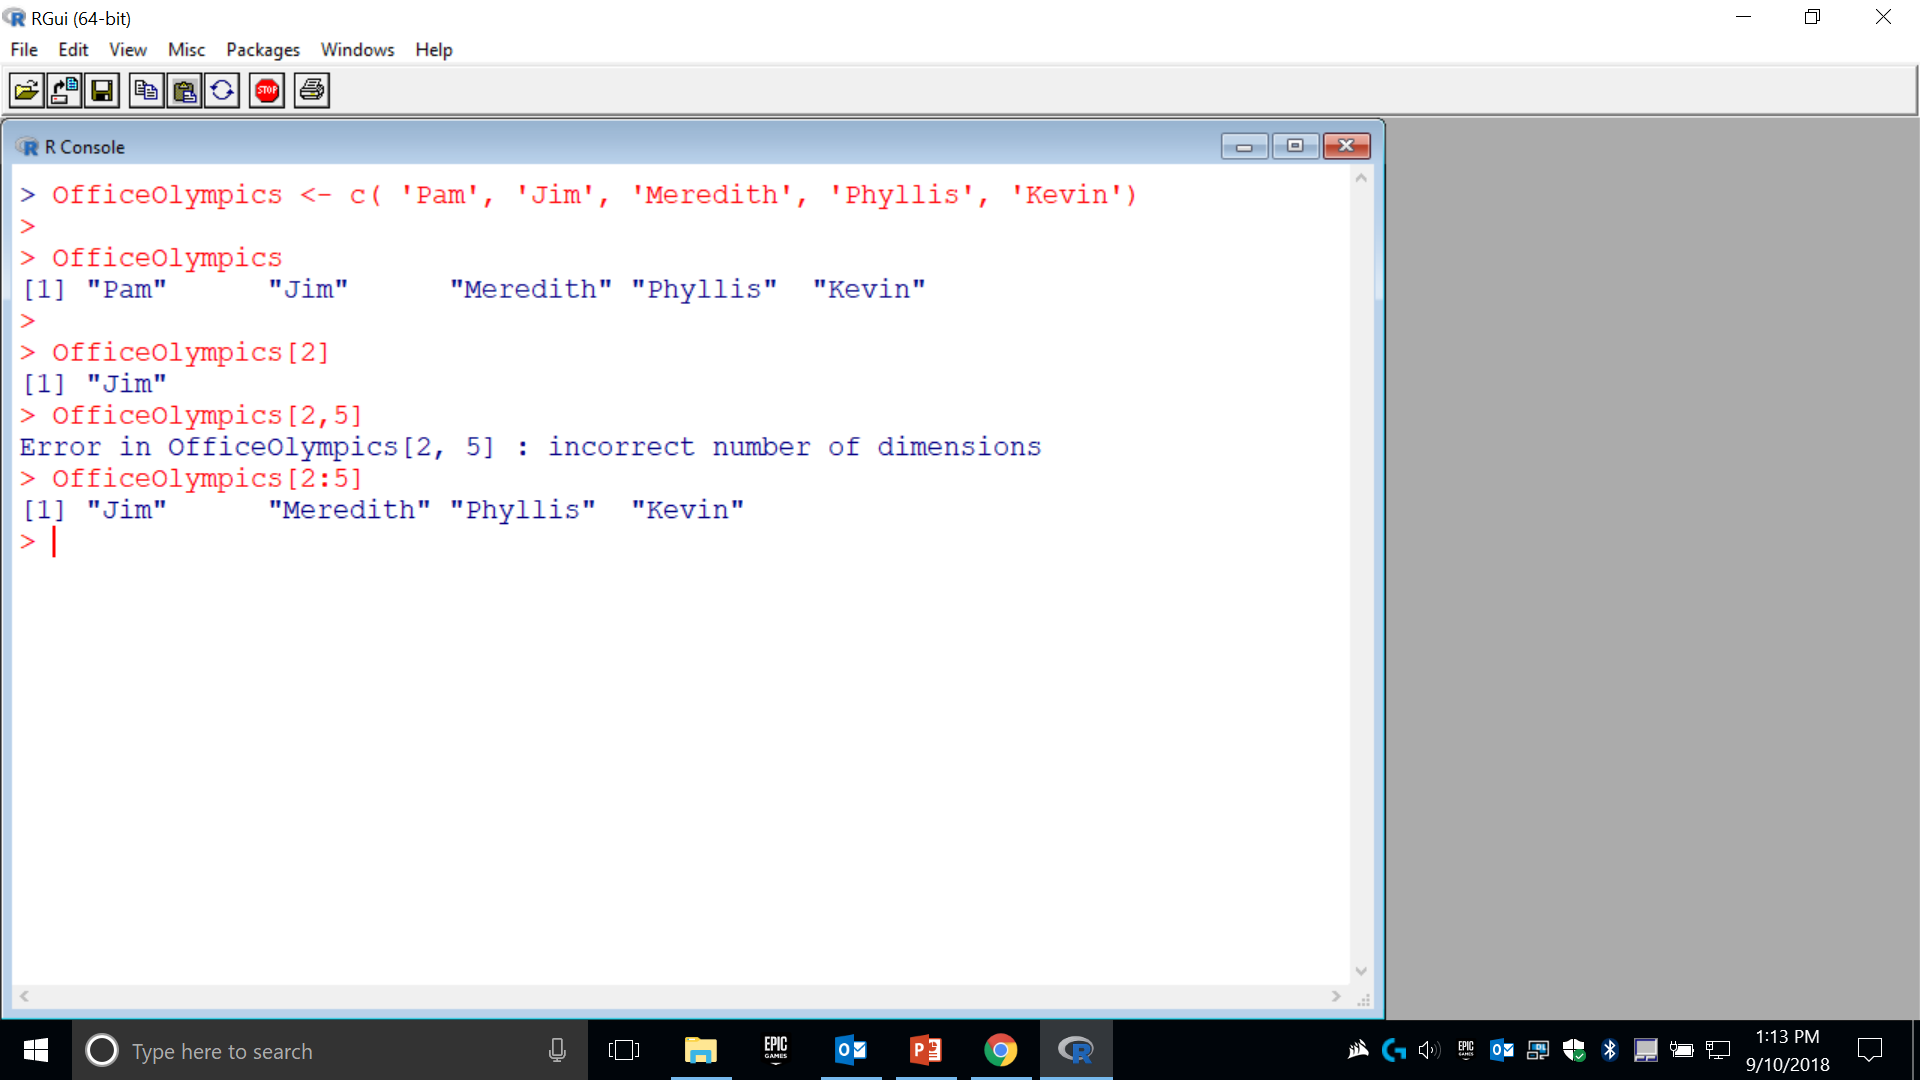 RGui (64-bit)
File Edit View Misc Packages Windows Help
STOP
R Console
> OfficeOlympics <- c( 'Pam', 'Jim', 'Meredith', 'Phyllis', 'Kevin')
>
> OfficeOlympics
[1] "Pam"      "Jim"      "Meredith" "Phyllis"  "Kevin"
>
> OfficeOlympics[2]
[1] "Jim"
> OfficeOlympics[2,5]
Error in OfficeOlympics[2, 5] : incorrect number of dimensions
> OfficeOlympics[2:5]
[1] "Jim"      "Meredith" "Phyllis"  "Kevin"
>
Type here to search
EPIC
GAMES
1:13 PM
9/10/2018